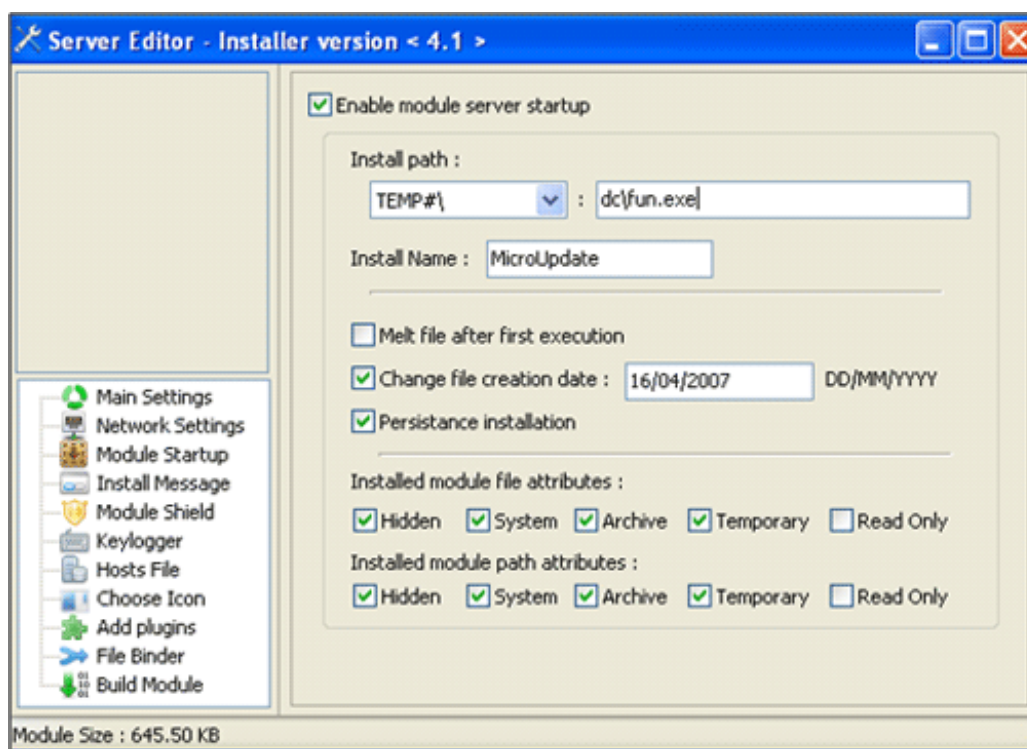 Server Editor - Installer version < 4.1 >
Enable module server startup
Install path :
TEMP#\ : dc\fun.exe
Install Name : MicroUpdate
Melt file after first execution
Change file creation date : 16/04/2007 DD/MM/YYYY
Persistance installation
Installed module file attributes :
Hidden System Archive Temporary Read Only
Installed module path attributes :
Hidden System Archive Temporary Read Only
Main Settings
Network Settings
Module Startup
Install Message
Module Shield
Keylogger
Hosts File
Choose Icon
Add plugins
File Binder
Build Module
Module Size : 645.50 KB